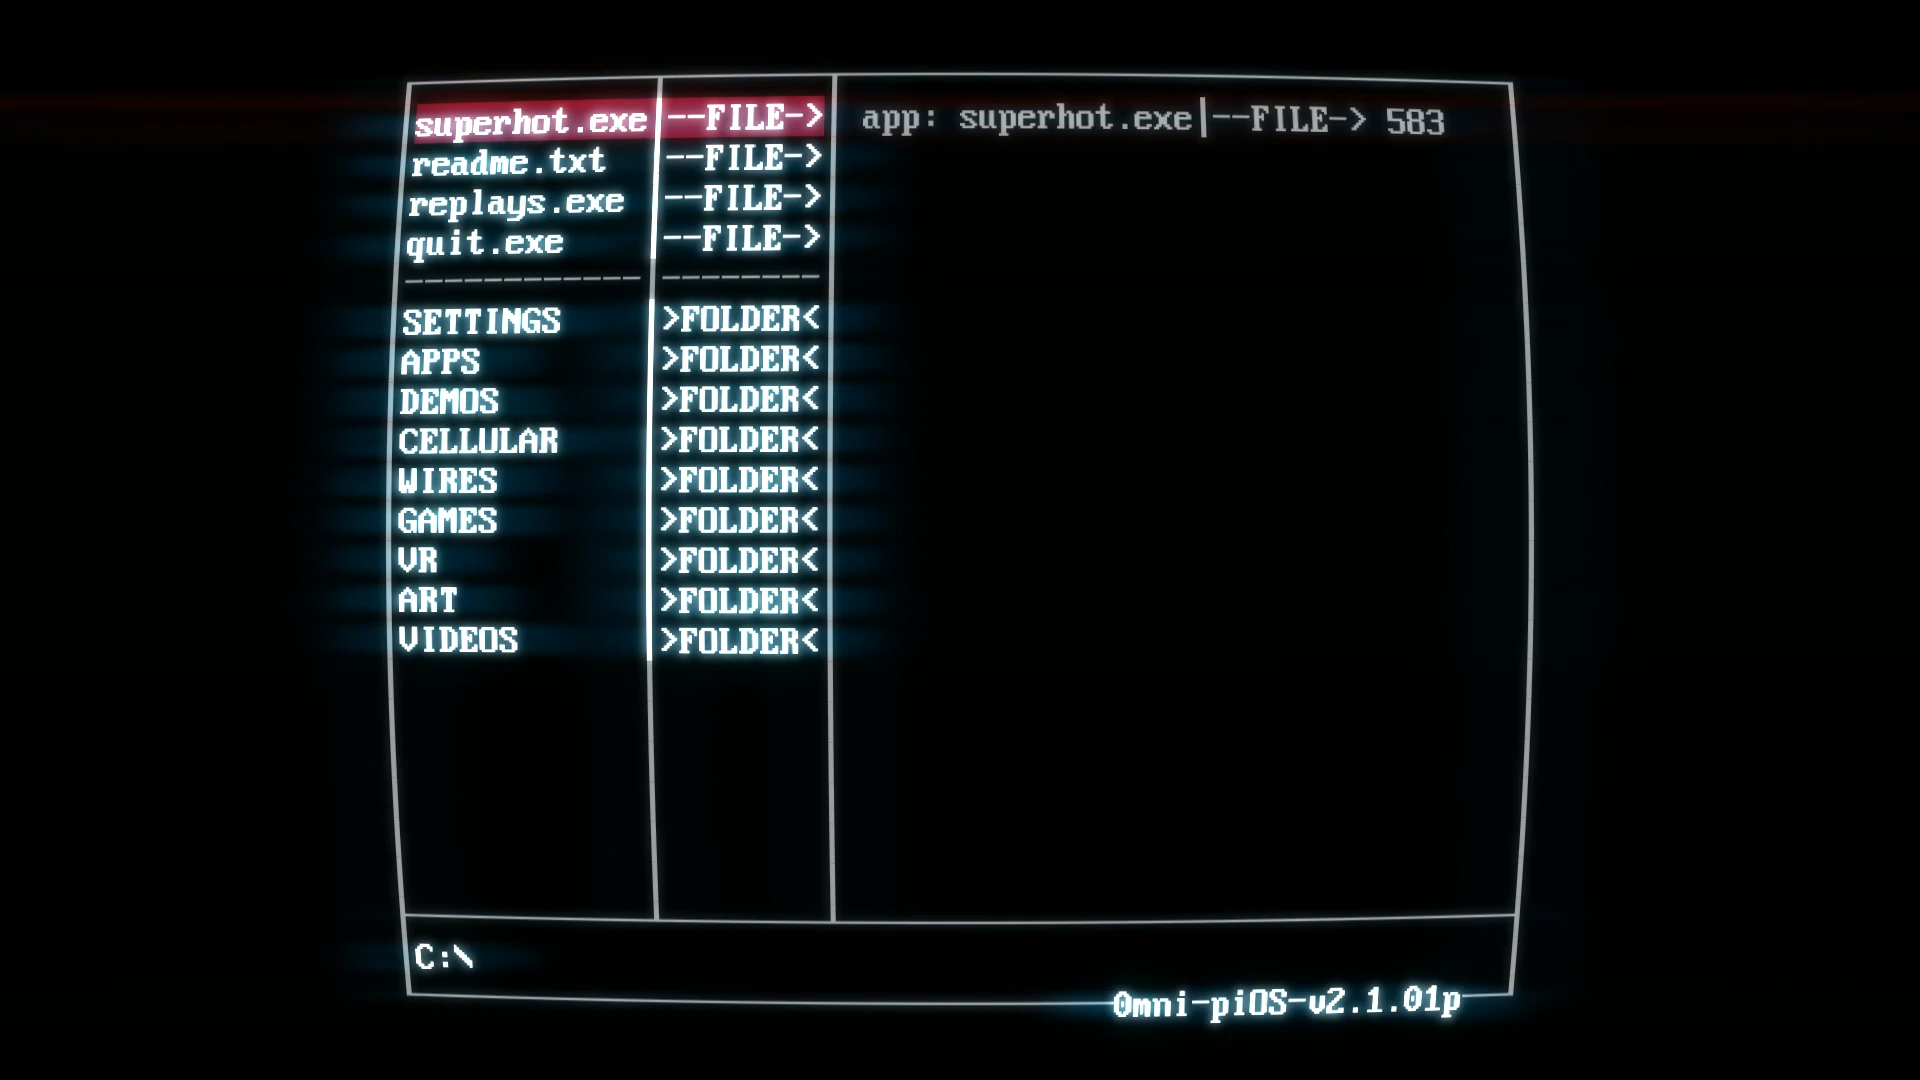 superhot.exe|--FILE->
readme.txt |--FILE->
replays.exe |--FILE->
quit.exe |--FILE->
------------ --------
SETTINGS |>FOLDER<
APPS |>FOLDER<
DEMOS |>FOLDER<
CELLULAR |>FOLDER<
WIRES |>FOLDER<
GAMES |>FOLDER<
VR |>FOLDER<
ART |>FOLDER<
VIDEOS |>FOLDER<
app: superhot.exe|--FILE-> 583
C:\
0mni-piOS-v2.1.01p